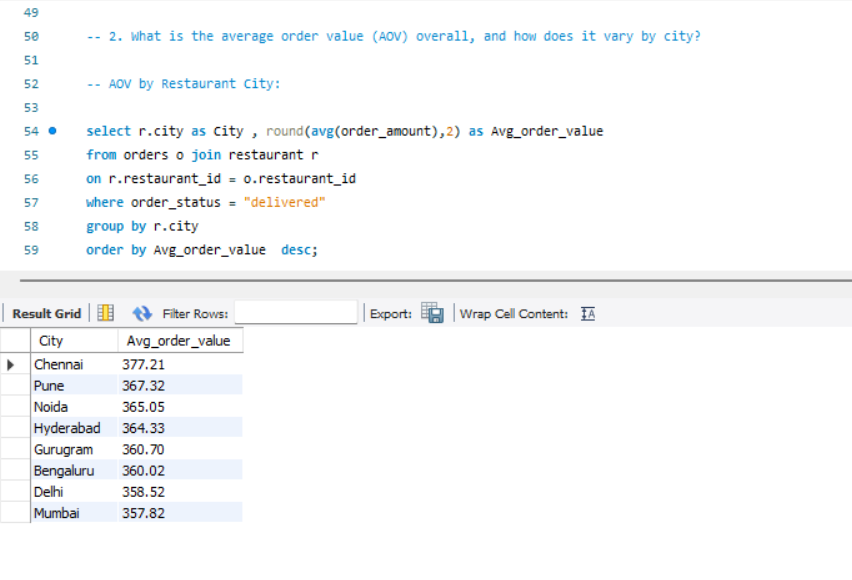 49
50 -- 2. What is the average order value (AOV) overall, and how does it vary by city?
51
52 -- AOV by Restaurant City:
53
54 select r.city as City , round(avg(order_amount),2) as Avg_order_value
55 from orders o join restaurant r
56 on r.restaurant_id = o.restaurant_id
57 where order_status = "delivered"
58 group by r.city
59 order by Avg_order_value  desc;
Result Grid Filter Rows: Export: Wrap Cell Content: IA
City Avg_order_value
Chennai 377.21
Pune 367.32
Noida 365.05
Hyderabad 364.33
Gurugram 360.70
Bengaluru 360.02
Delhi 358.52
Mumbai 357.82